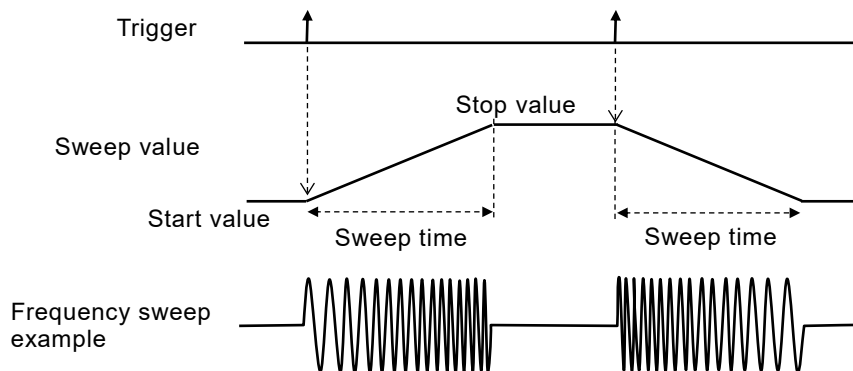 Trigger
Stop value
Sweep value
Start value
Sweep time
Sweep time
Frequency sweep
example